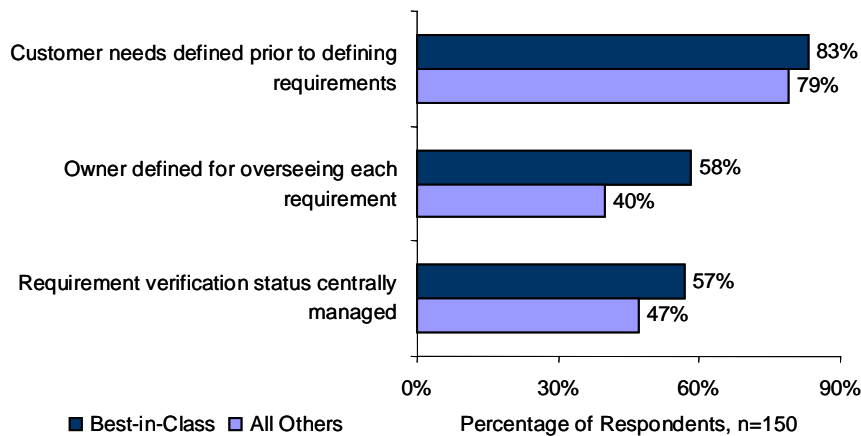 Customer needs defined prior to defining
requirements
83%
79%
Owner defined for overseeing each
requirement
58%
40%
Requirement verification status centrally
managed
57%
47%
0% 30% 60% 90%
Best-in-Class All Others
Percentage of Respondents, n=150